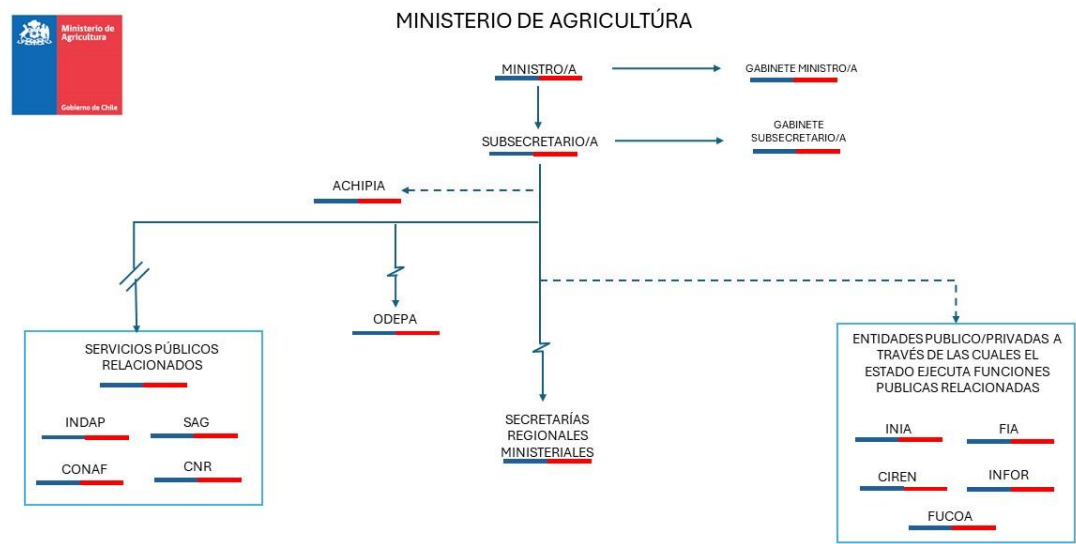 MINISTERIO DE AGRICULTÚRA
Ministerio de
Agricultura
Gobierno de Chile
MINISTRO/A
GABINETE MINISTRO/A
SUBSECRETARIO/A
GABINETE
SUBSECRETARIO/A
ACHIPIA
ODEPA
SERVICIOS PÚBLICOS
RELACIONADOS
INDAP
SAG
CONAF
CNR
SECRETARÍAS
REGIONALES
MINISTERIALES
ENTIDADES PUBLICO/PRIVADAS A
TRAVÉS DE LAS CUALES EL
ESTADO EJECUTA FUNCIONES
PUBLICAS RELACIONADAS
INIA
FIA
CIREN
INFOR
FUCOA